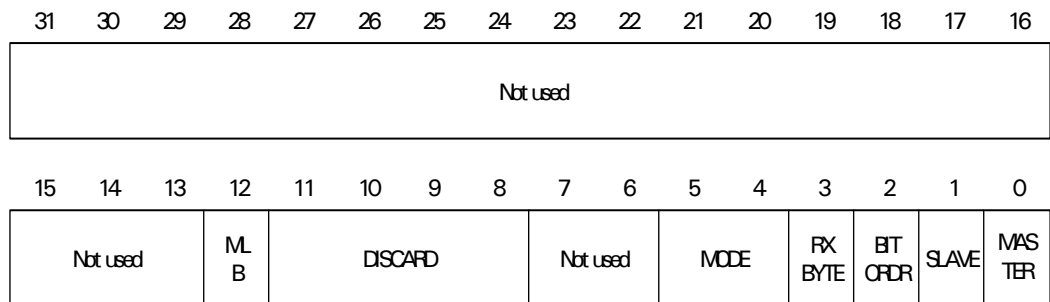 31 30 29 28 27 26 25 24 23 22 21 20 19 18 17 16
Not used
15 14 13 12 11 10 9 8 7 6 5 4 3 2 1 0
Not used ML B DISCARD Not used MODE RX BYTE BIT ORDR SLAVE MAS TER